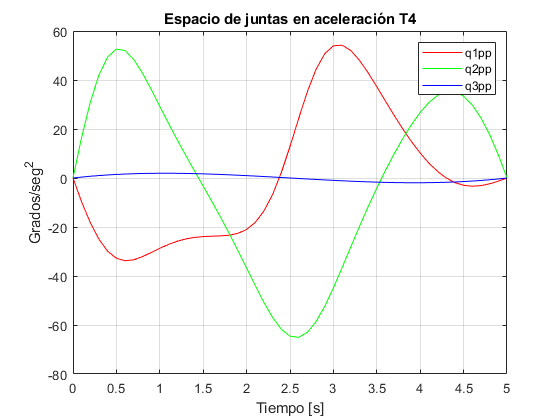 Espacio de juntas en aceleración T4
q1pp
q2pp
q3pp
60
40
20
0
-20
-40
-60
-80
Grados/seg²
0 0.5 1 1.5 2 2.5 3 3.5 4 4.5 5
Tiempo [s]